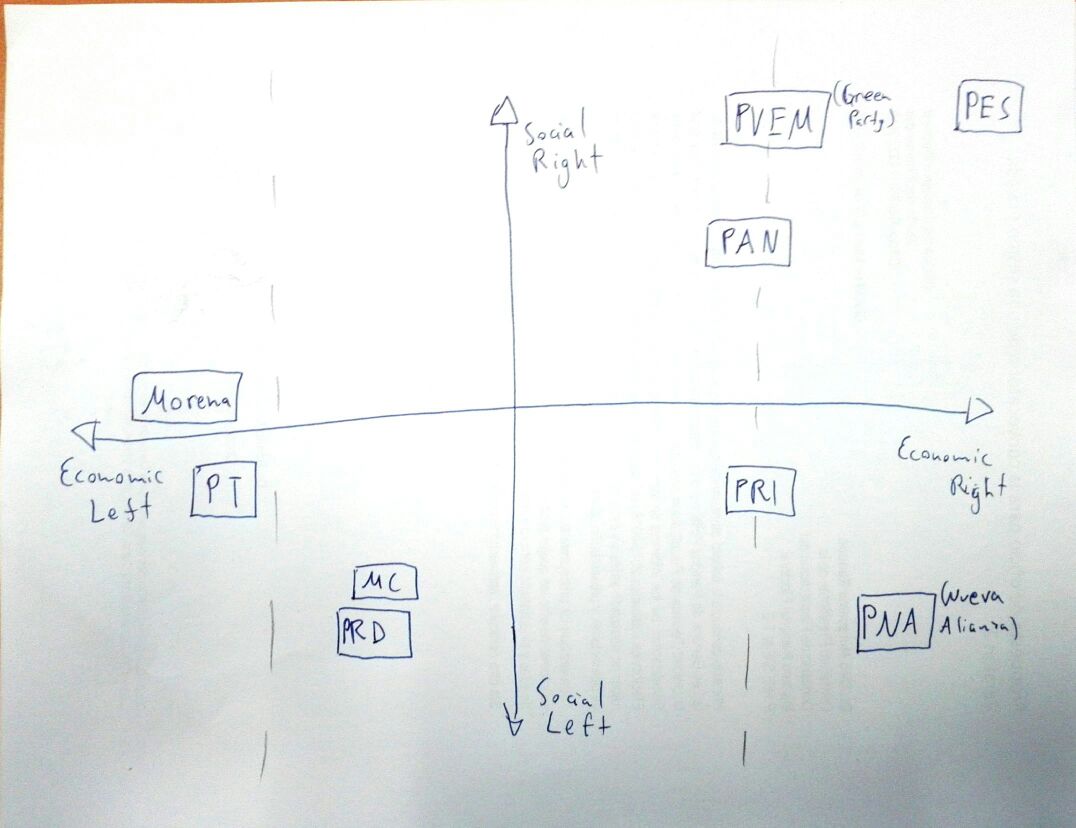 PVEM
(Green
Party)
PES
Social
Right
PAN
Morena
Economic
Left
Economic
Right
PT
PRI
MC
PRD
PNA
(Nueva
Alianza)
Social
Left